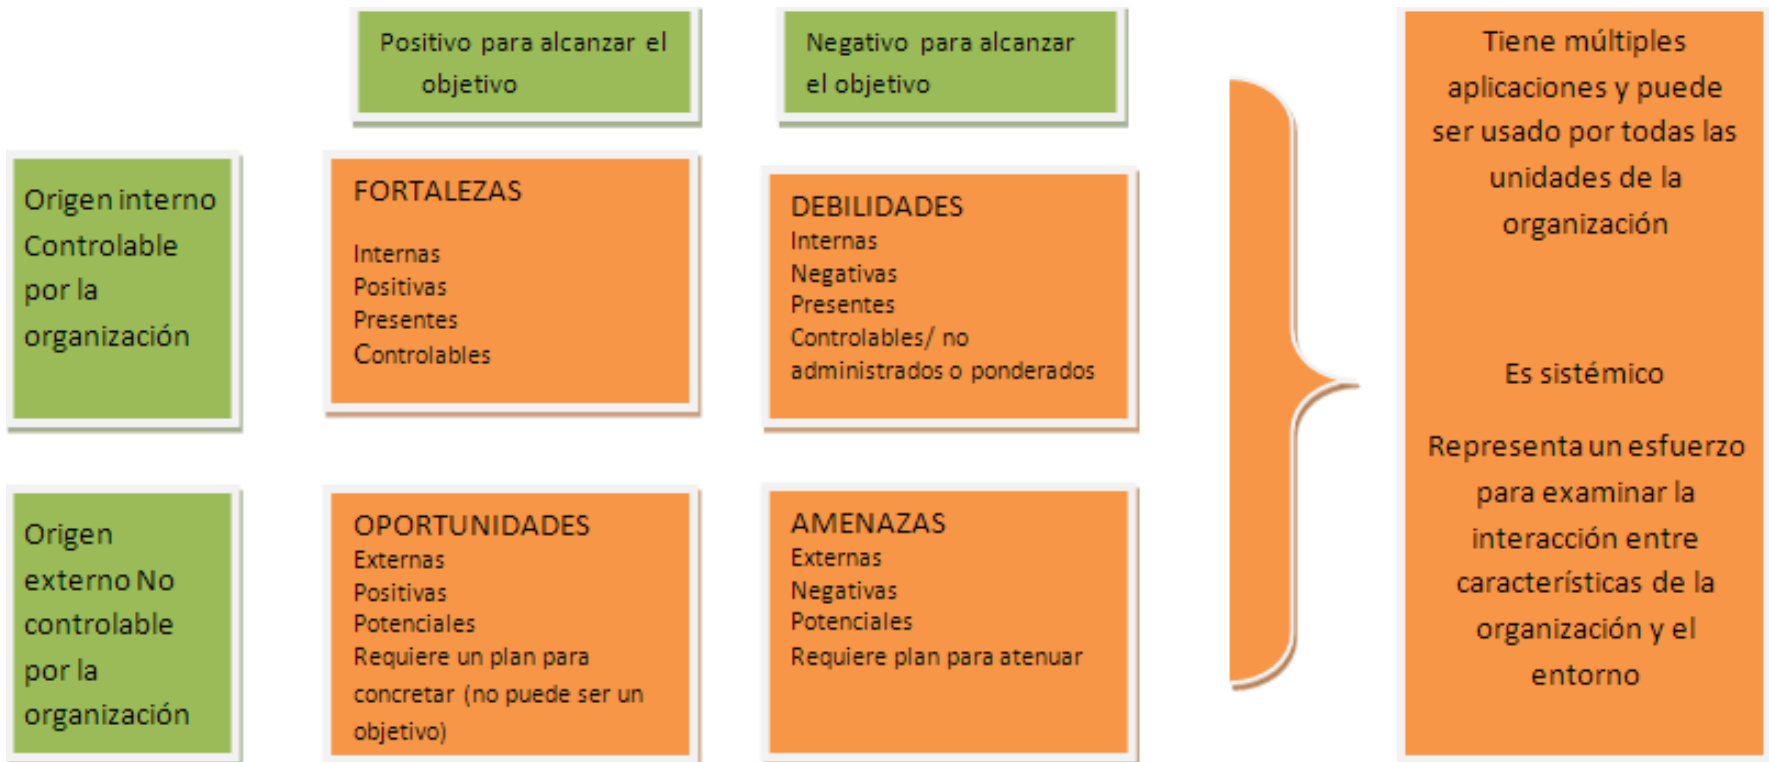 Positivo para alcanzar el
objetivo
Negativo para alcanzar
el objetivo
Origen interno
Controlable
por la
organización
FORTALEZAS
Internas
Positivas
Presentes
Controlables
DEBILIDADES
Internas
Negativas
Presentes
Controlables/ no
administrados o ponderados
Origen
externo No
controlable
por la
organización
OPORTUNIDADES
Externas
Positivas
Potenciales
Requiere un plan para
concretar (no puede ser un
objetivo)
AMENAZAS
Externas
Negativas
Potenciales
Requiere plan para atenuar
Tiene múltiples
aplicaciones y puede
ser usado por todas las
unidades de la
organización
Es sistémico
Representa un esfuerzo
para examinar la
interacción entre
características de la
organización y el
entorno